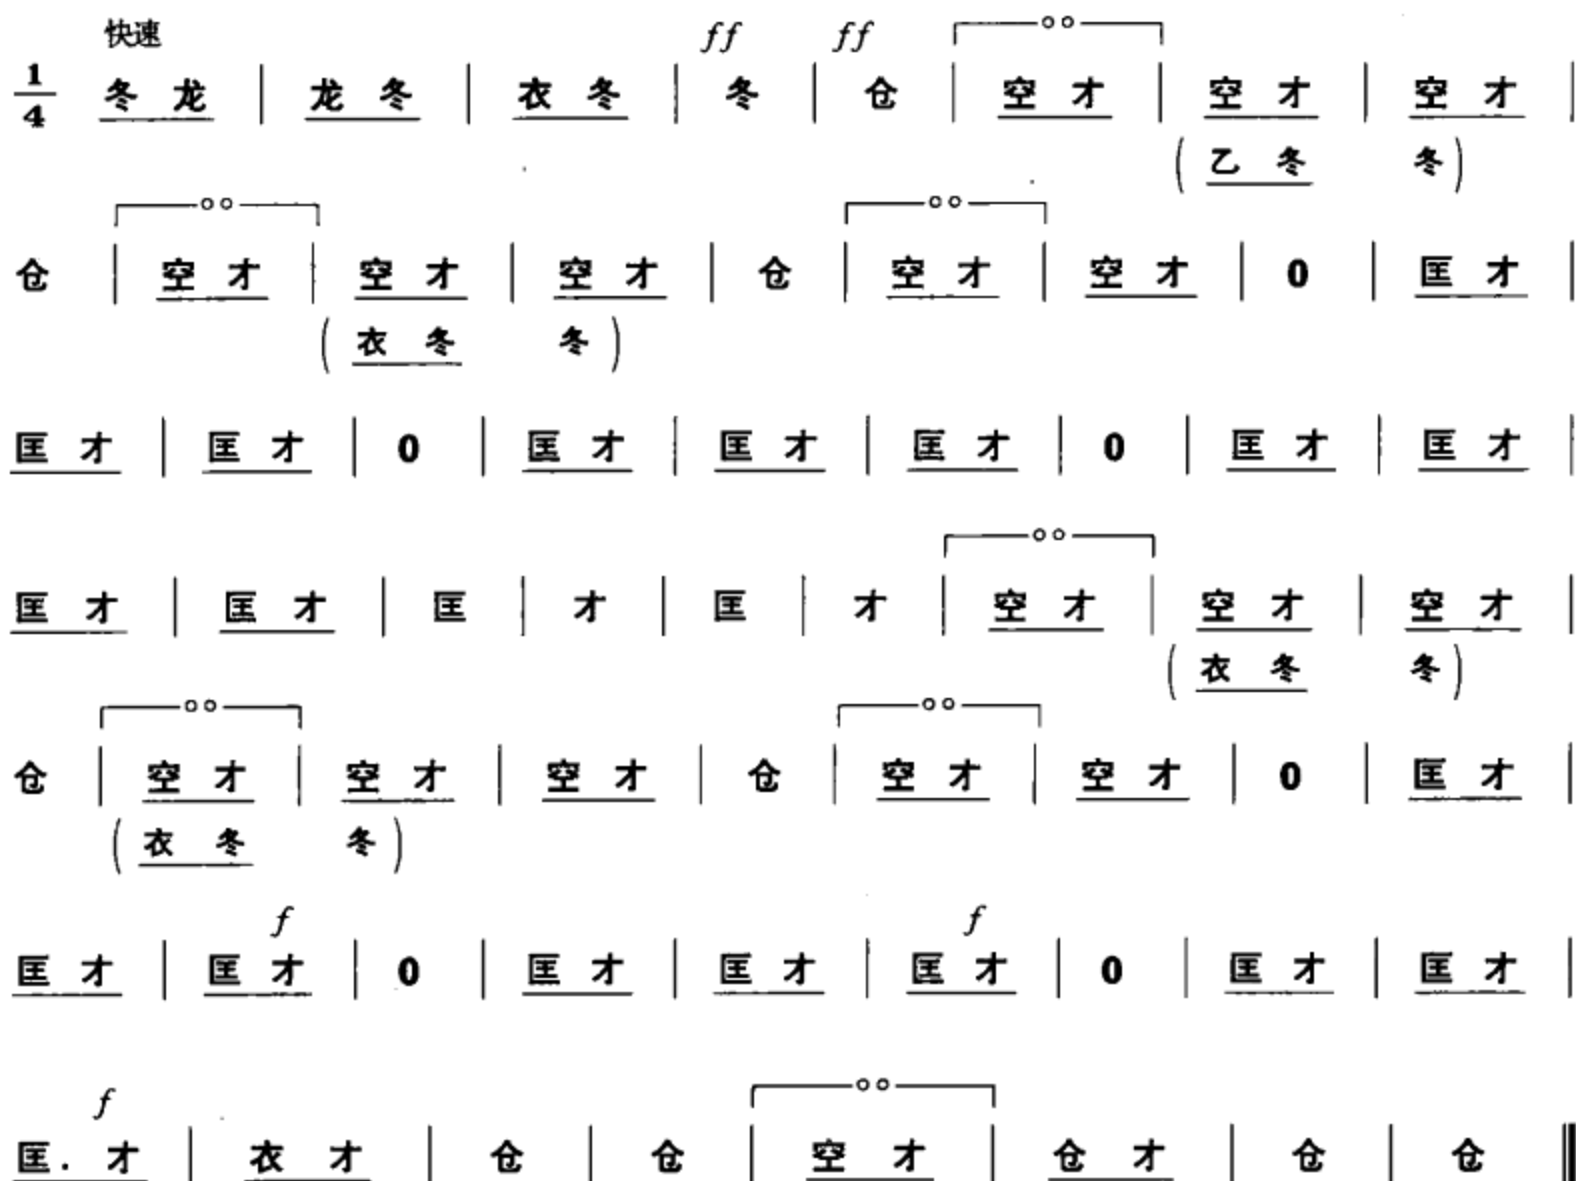 快速 ff ff
1/4 冬 龙 | 龙 冬 | 衣 冬 | 冬 | 仓 | 空 才 | 空 才 | 空 才 |
( 乙 冬 冬 )
仓 | 空 才 | 空 才 | 空 才 | 仓 | 空 才 | 空 才 | 0 | 匡 才 |
( 衣 冬 冬 )
匡 才 | 匡 才 | 0 | 匡 才 | 匡 才 | 匡 才 | 0 | 匡 才 | 匡 才 |
匡 才 | 匡 才 | 匡 | 才 | 匡 | 才 | 空 才 | 空 才 | 空 才 |
( 衣 冬 冬 )
仓 | 空 才 | 空 才 | 空 才 | 仓 | 空 才 | 空 才 | 0 | 匡 才 |
( 衣 冬 冬 )
f f
匡 才 | 匡 才 | 0 | 匡 才 | 匡 才 | 匡 才 | 0 | 匡 才 | 匡 才 |
f
匡. 才 | 衣 才 | 仓 | 仓 | 空 才 | 仓 才 | 仓 | 仓 ‖